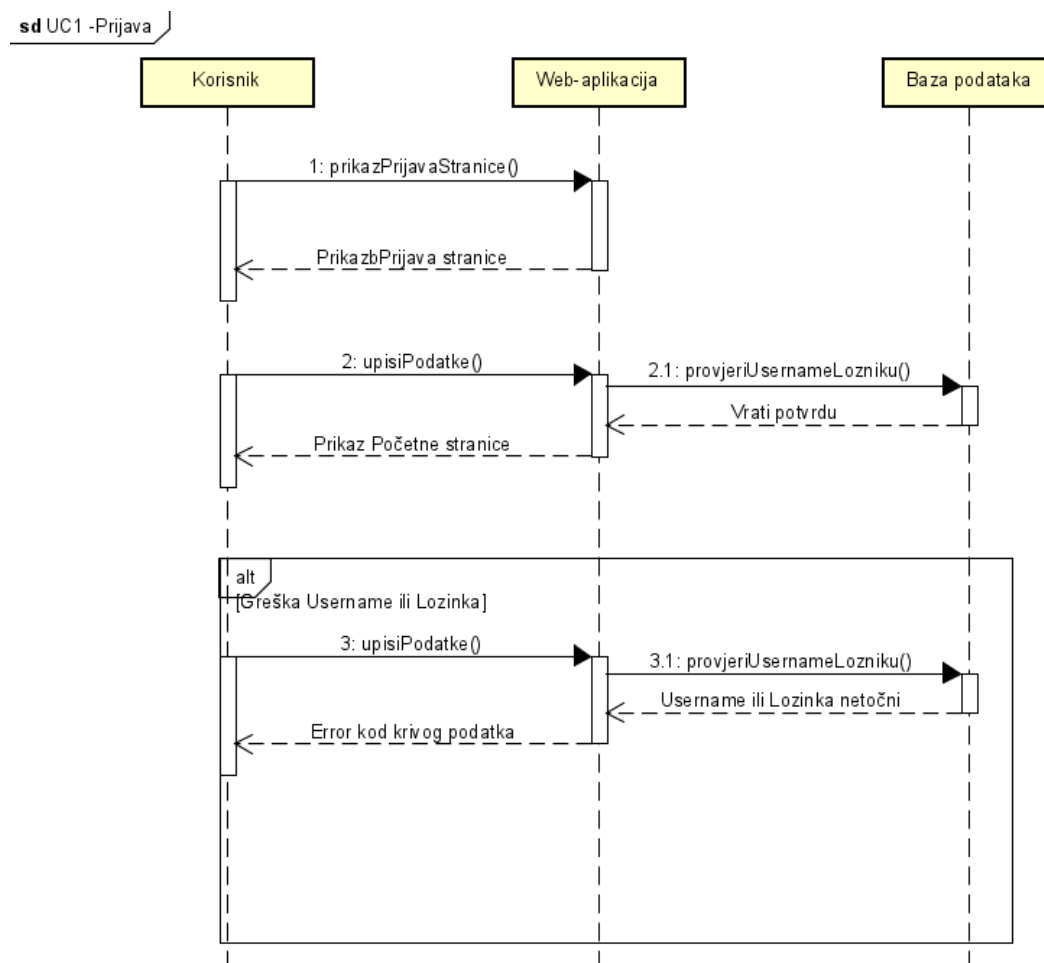 sd UC1 -Prijava
Korisnik
Web-aplikacija
Baza podataka
1: prikazPrijavaStranice()
PrikazbPrijava stranice
2: upisiPodatke()
2.1: provjeriUsernameLozniku()
Vrati potvrdu
Prikaz Početne stranice
alt
[Greška Username ili Lozinka]
3: upisiPodatke()
3.1: provjeriUsernameLozniku()
Username ili Lozinka netočni
Error kod krivog podatka